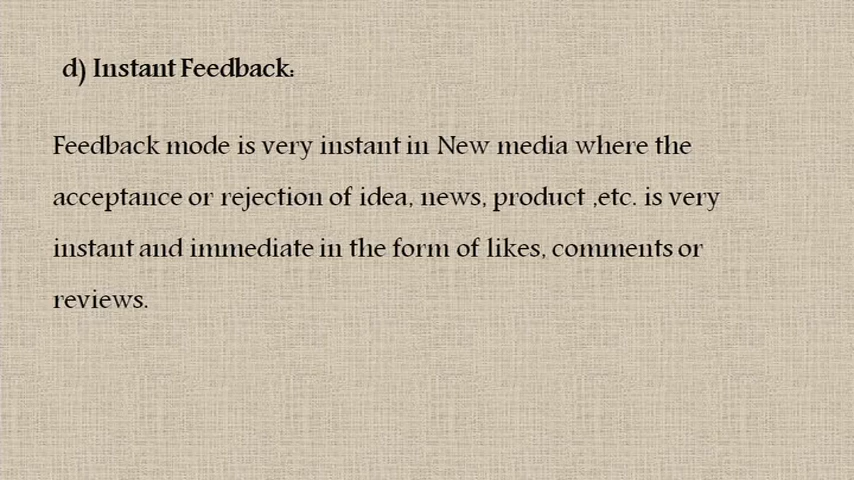 d) Instant Feedback:
Feedback mode is very instant in New media where the
acceptance or rejection of idea, news, product ,etc. is very
instant and immediate in the form of likes, comments or
reviews.